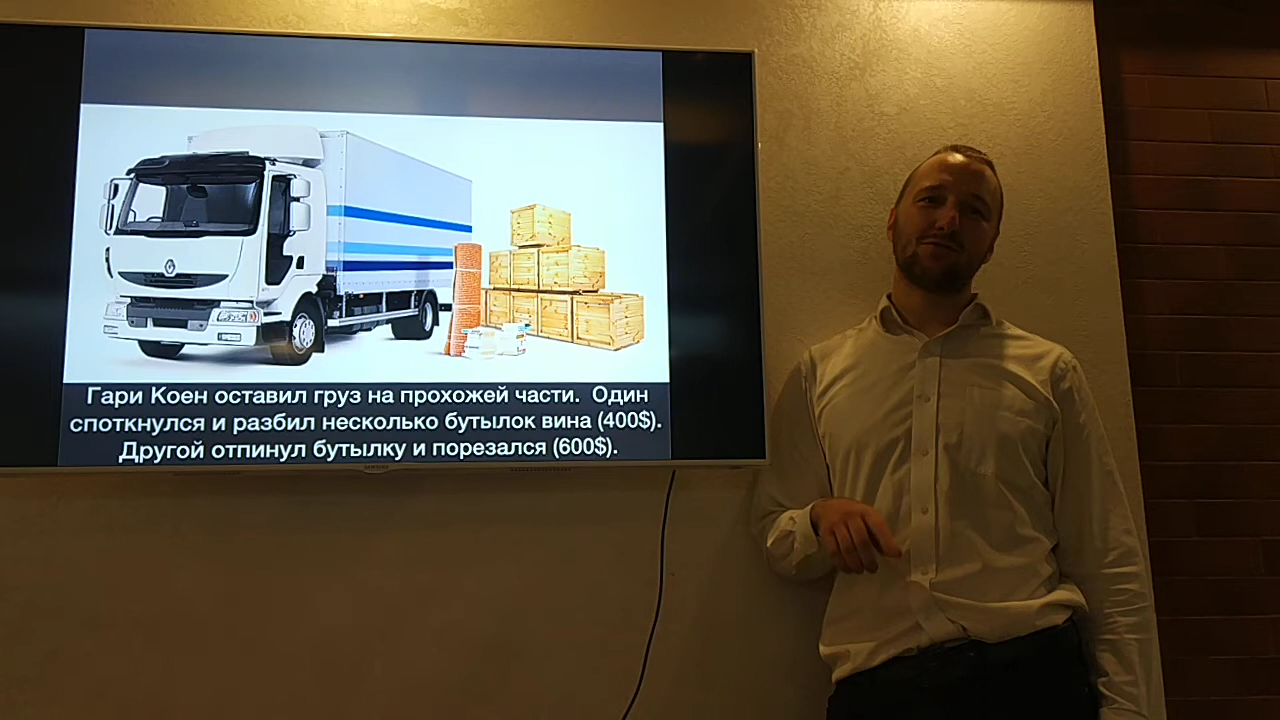 Гари Коен оставил груз на прохожей части. Один
споткнулся и разбил несколько бутылок вина (400$).
Другой отпинул бутылку и порезался (600$).
SAMSUNG